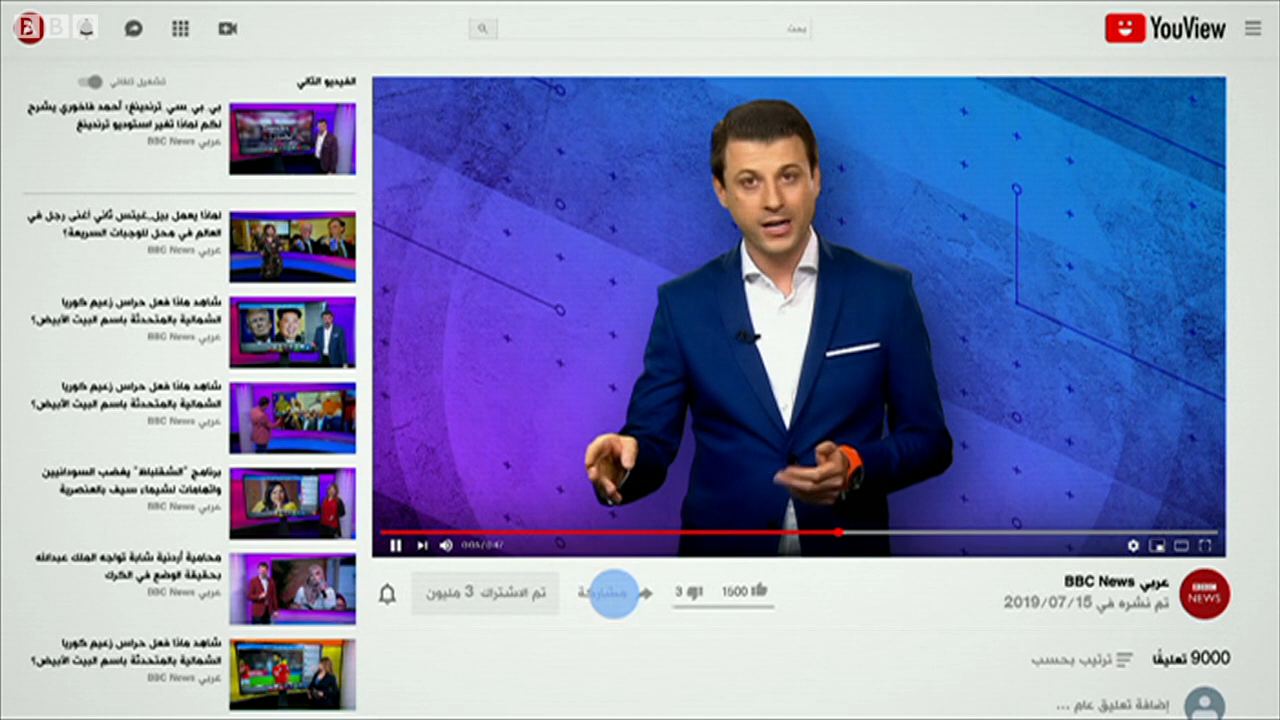 YouView
بحث
BBC
الفيديو التالي
تشغيل تلقائي
بي.بي.سي ترندينغ: أحمد فاخوري يشرح
لكم لماذا تغير استوديو ترندينغ
BBC News عربي
لماذا يعمل بيل غيتس ثاني أغنى رجل في
العالم في محل للوجبات السريعة؟
BBC News عربي
شاهد ماذا فعل حراس زعيم كوريا
الشمالية بالمتحدثة باسم البيت الأبيض؟
BBC News عربي
شاهد ماذا فعل حراس زعيم كوريا
الشمالية بالمتحدثة باسم البيت الأبيض؟
BBC News عربي
برنامج "الشقلباظ" يغضب السودانيين
واتهامات لشيماء سيف بالعنصرية
BBC News عربي
محامية أردنية شابة تواجه الملك عبدالله
بحقيقة الوضع في الكرك
BBC News عربي
شاهد ماذا فعل حراس زعيم كوريا
الشمالية بالمتحدثة باسم البيت الأبيض؟
BBC News عربي
BBC News عربي
تم نشره في 2019/07/15
BBC
NEWS
1500
3
مشاركة
تم الاشتراك 3 مليون
9000 تعليقًا
ترتيب بحسب
إضافة تعليق عام ...